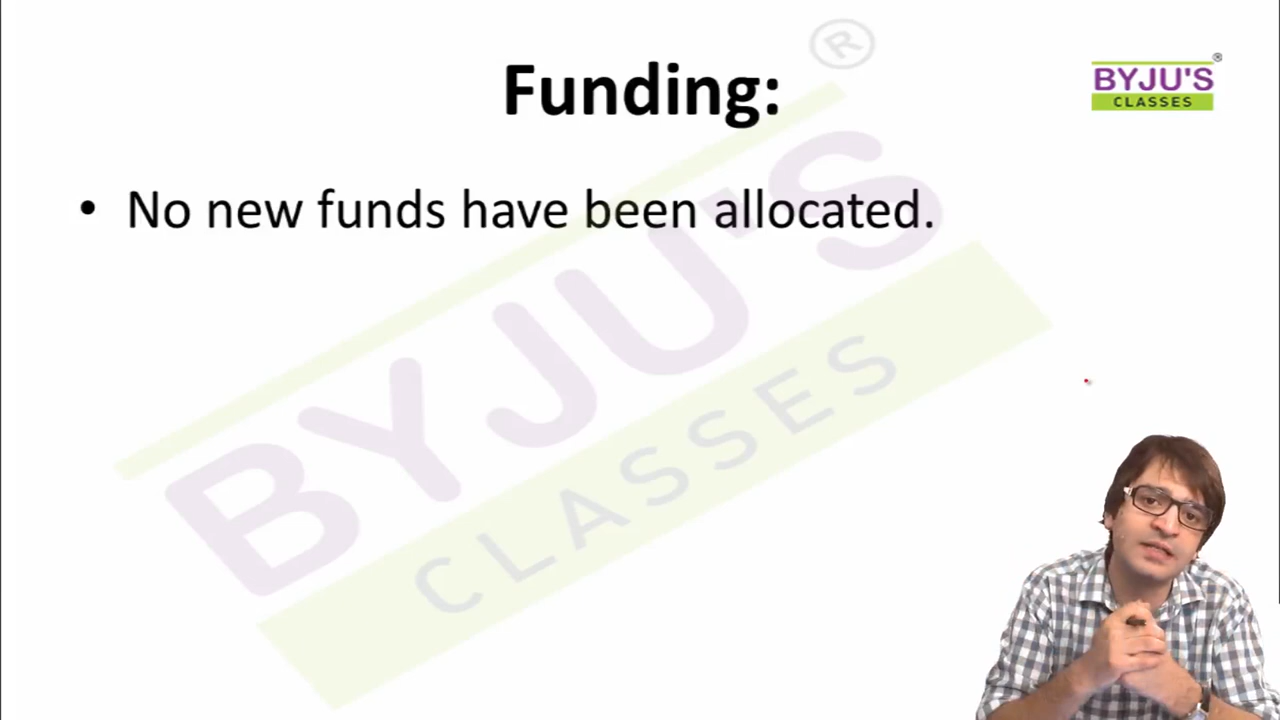 Funding:
BYJU'S
CLASSES
• No new funds have been allocated.
BYJU'S
CLASSES
®